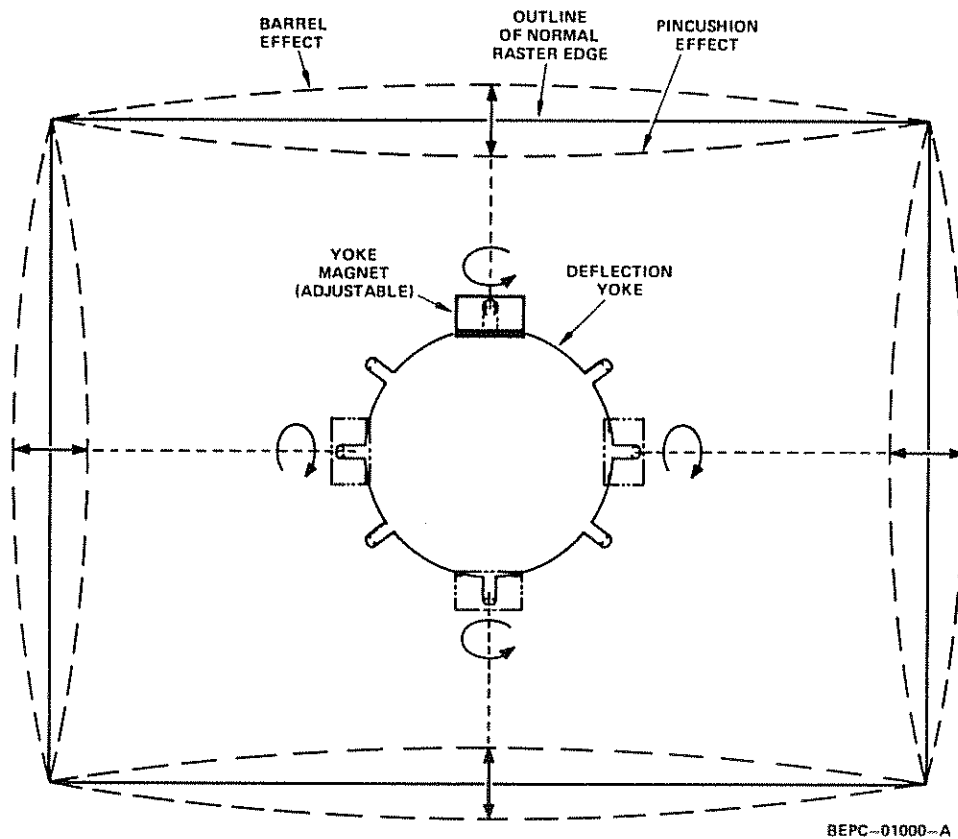 BARREL
EFFECT
OUTLINE
OF NORMAL
RASTER EDGE
PINCUSHION
EFFECT
YOKE
MAGNET
(ADJUSTABLE)
DEFLECTION
YOKE
BEPC-01000-A